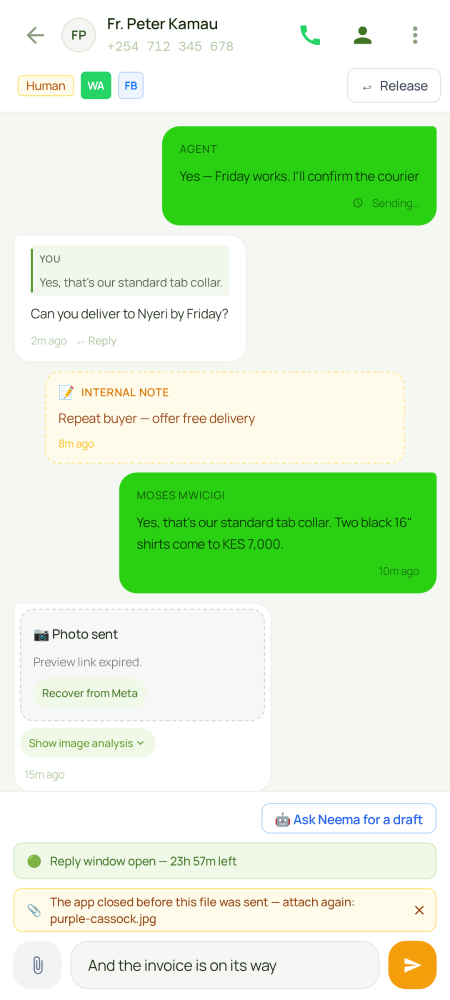 FP
Fr. Peter Kamau
+254 712 345 678
Human
WA
FB
Release
AGENT
Yes — Friday works. I'll confirm the courier
Sending…
YOU
Yes, that's our standard tab collar.
Can you deliver to Nyeri by Friday?
2m ago ↔ Reply
📝 INTERNAL NOTE
Repeat buyer — offer free delivery
8m ago
MOSES MWICIGI
Yes, that's our standard tab collar. Two black 16"
shirts come to KES 7,000.
10m ago
📷 Photo sent
Preview link expired.
Recover from Meta
Show image analysis
15m ago
🤖 Ask Neema for a draft
🟢 Reply window open — 23h 57m left
📎 The app closed before this file was sent — attach again:
purple-cassock.jpg
And the invoice is on its way